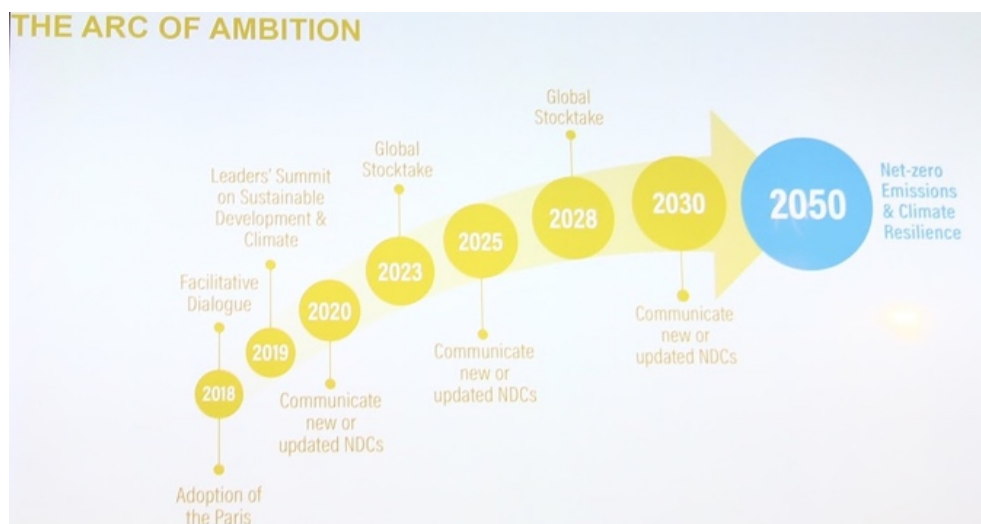 THE ARC OF AMBITION
2018
Facilitative
Dialogue
Adoption of
the Paris
2019
Leaders' Summit
on Sustainable
Development &
Climate
2020
Communicate
new or
updated NDCs
2023
Global
Stocktake
2025
Communicate
new or
updated NDCs
2028
Global
Stocktake
2030
Communicate
new or
updated NDCs
2050
Net-zero
Emissions
& Climate
Resilience